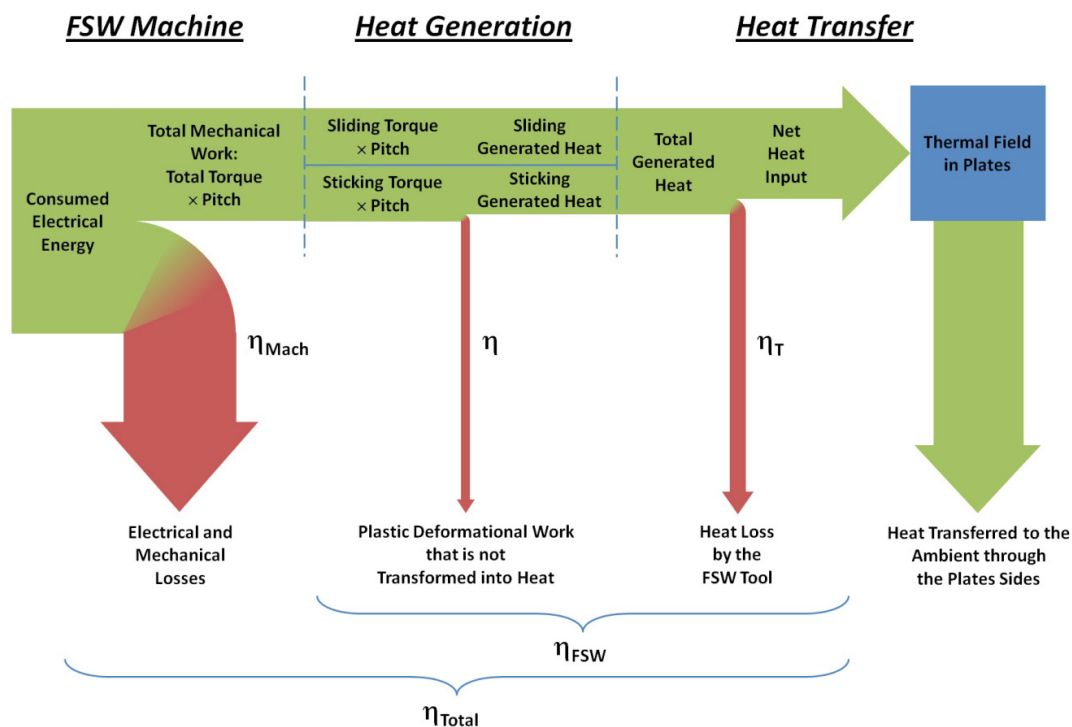 FSW Machine
Heat Generation
Heat Transfer
Consumed
Electrical
Energy
Total Mechanical
Work:
Total Torque
× Pitch
Sliding Torque
× Pitch
Sliding
Generated Heat
Sticking Torque
× Pitch
Sticking
Generated Heat
Total
Generated
Heat
Net
Heat
Input
Thermal Field
in Plates
ηMach
η
ηT
Electrical and
Mechanical
Losses
Plastic Deformational Work
that is not
Transformed into Heat
Heat Loss
by the
FSW Tool
Heat Transferred to the
Ambient through
the Plates Sides
ηFSW
ηTotal